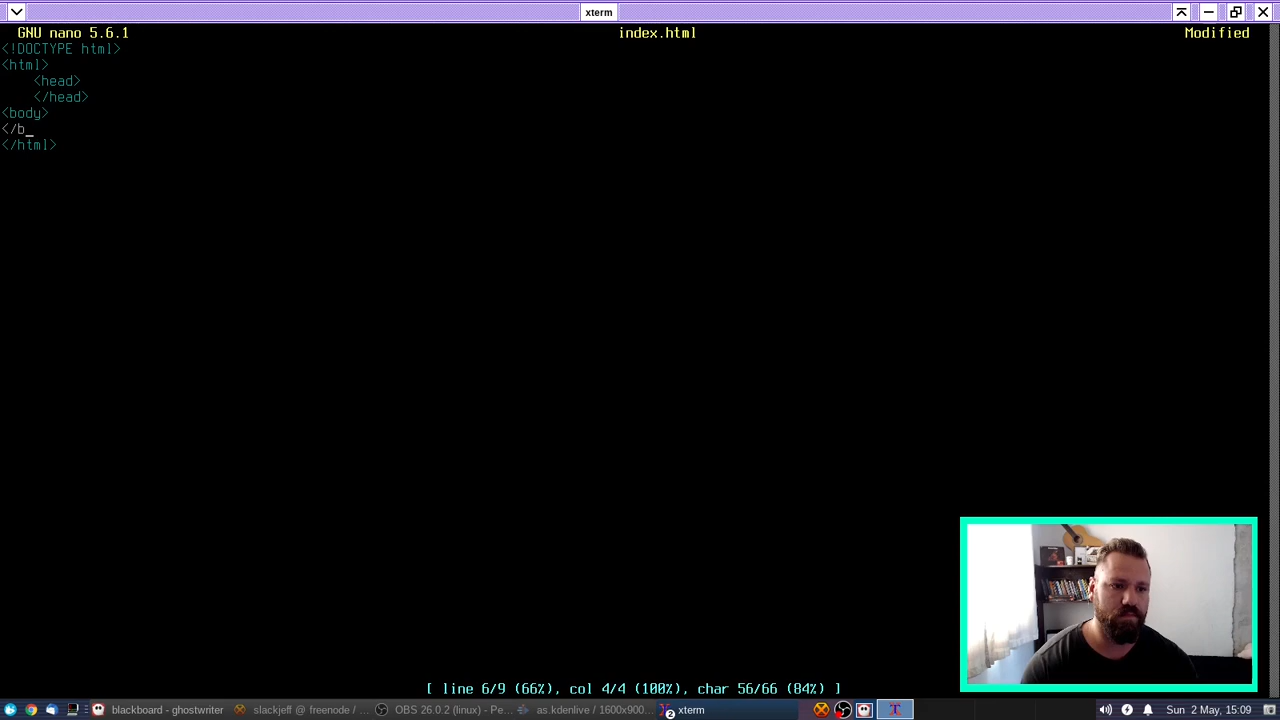 xterm
GNU nano 5.6.1 index.html Modified
<!DOCTYPE html>
<html>
<head>
</head>
<body>
</b_
</html>
[ line 6/9 (66%), col 4/4 (100%), char 56/66 (84%) ]
blackboard - ghostwriter slackjeff @ freenode / ... OBS 26.0.2 (linux) - Pe... as.kdenlive / 1600x900... 2 xterm Sun, 2 May, 15:09